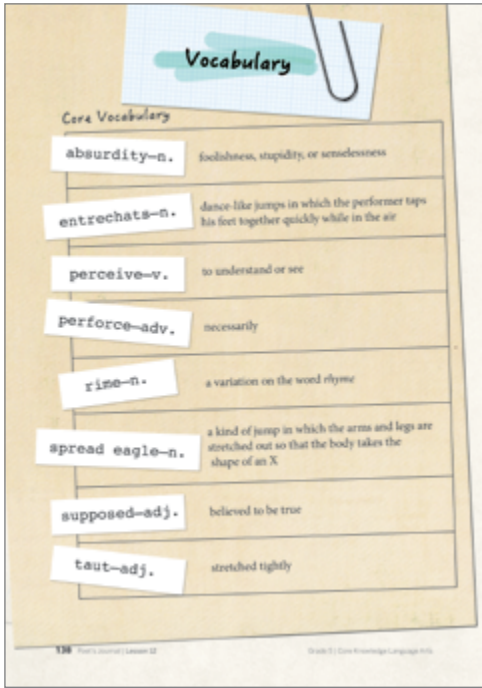 Vocabulary
Core Vocabulary
absurdity—n.
foolishness, stupidity, or senselessness
entrechats—n.
dance-like jumps in which the performer taps
his feet together quickly while in the air
perceive—v.
to understand or see
perforce—adv.
necessarily
rime—n.
a variation on the word rhyme
spread eagle—n.
a kind of jump in which the arms and legs are
stretched out so that the body takes the
shape of an X
supposed—adj.
believed to be true
taut—adj.
stretched tightly
138 Poet's Journal | Lesson 12
Grade 5 | Core Knowledge Language Arts